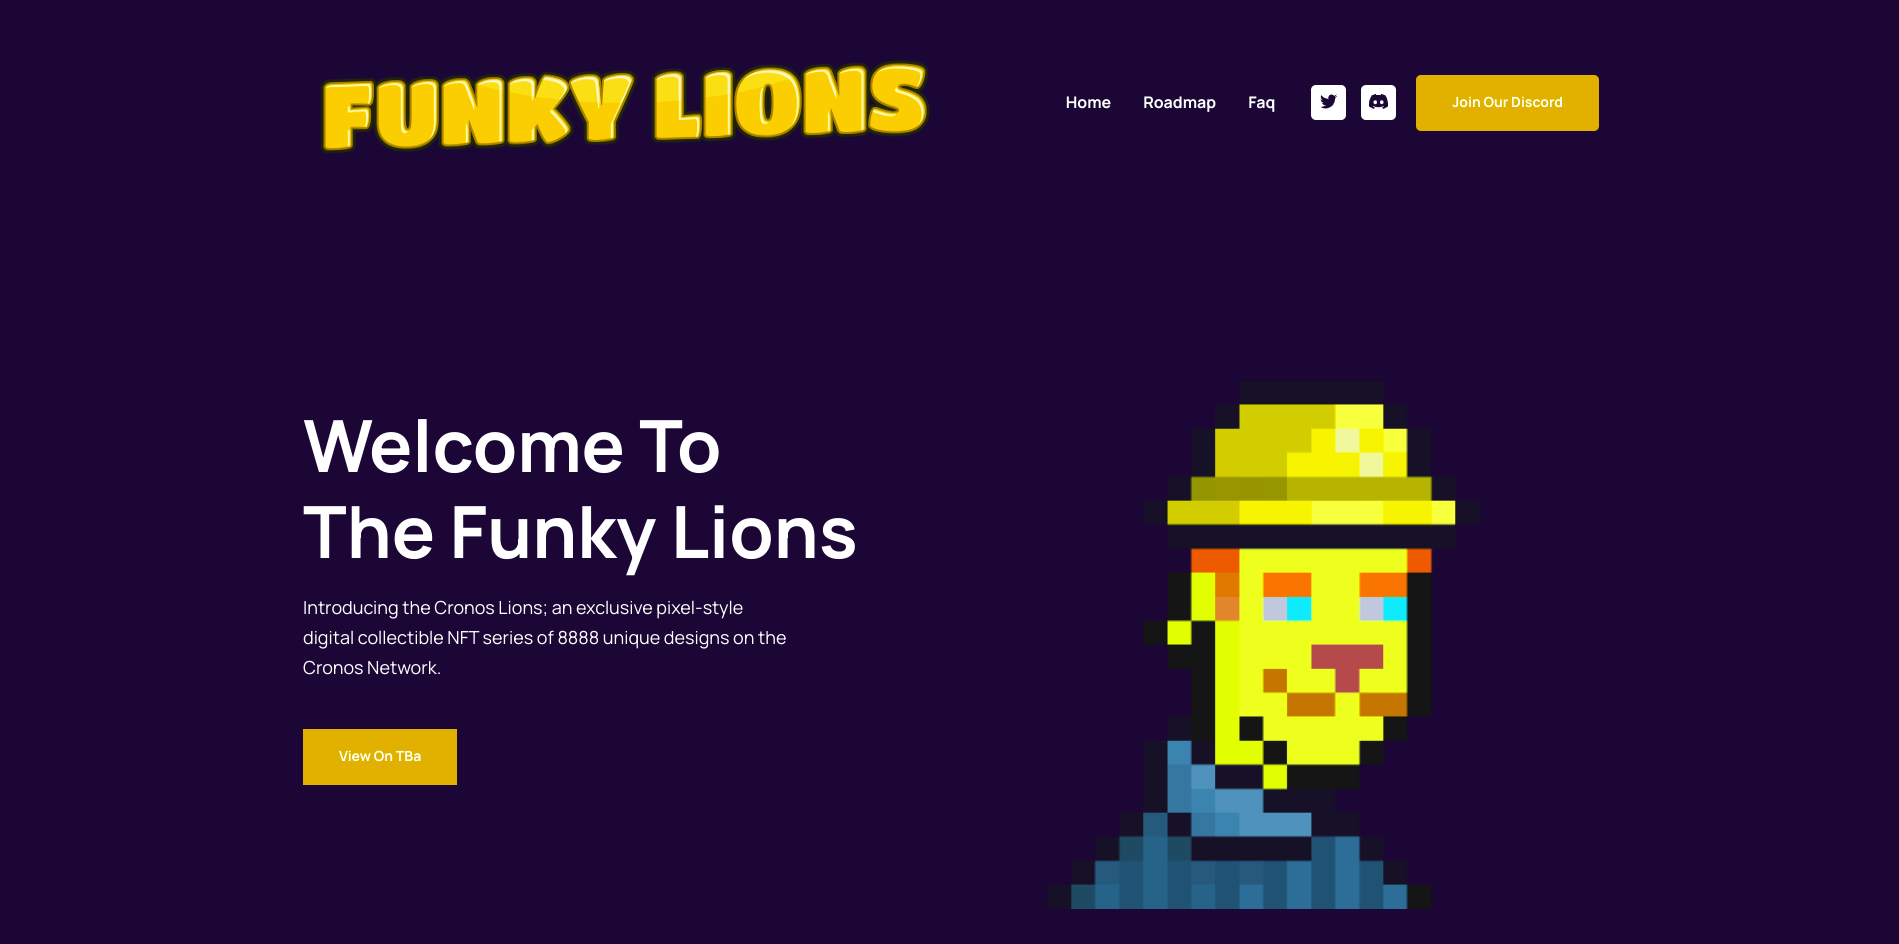 FUNKY LIONS
Home
Roadmap
Faq
Join Our Discord
Welcome To
The Funky Lions
Introducing the Cronos Lions; an exclusive pixel-style
digital collectible NFT series of 8888 unique designs on the
Cronos Network.
View On TBa